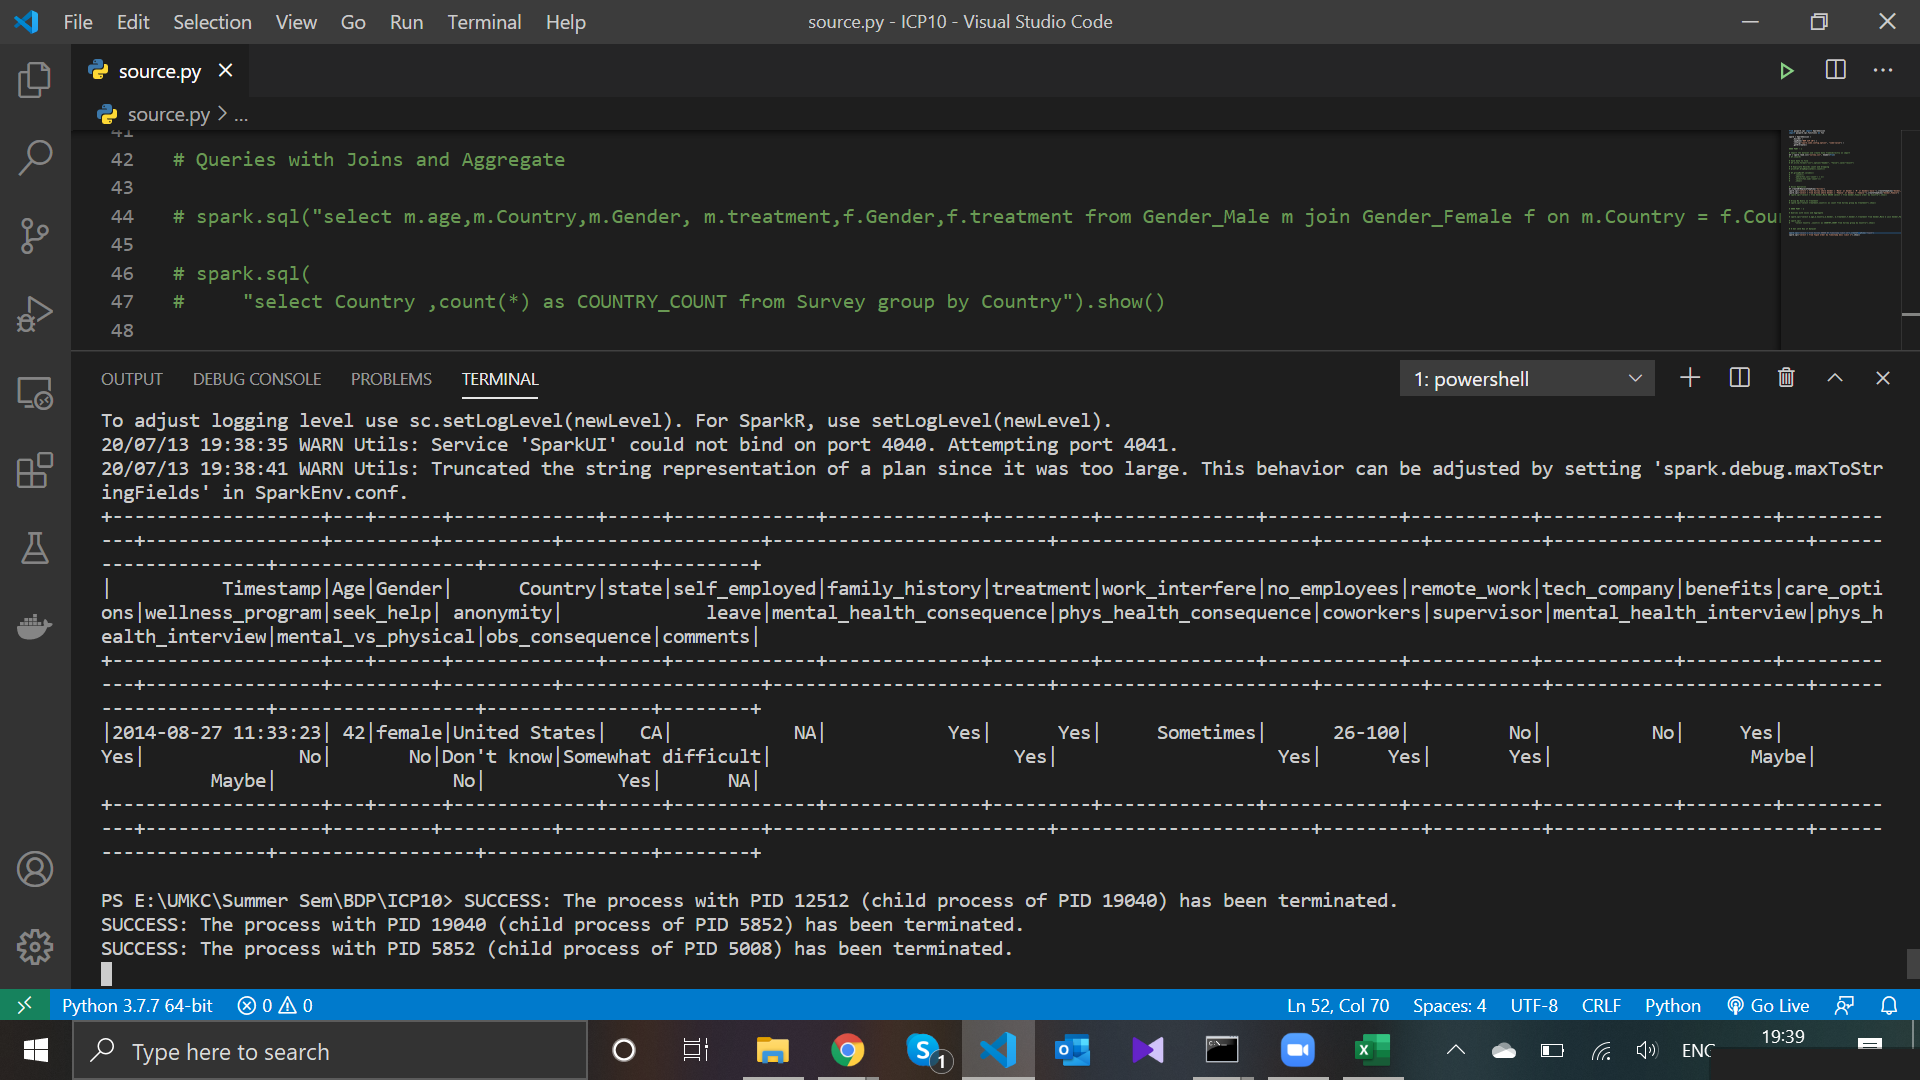 File Edit Selection View Go Run Terminal Help
source.py - ICP10 - Visual Studio Code
source.py
source.py > ...
41
42 # Queries with Joins and Aggregate
43
44 # spark.sql("select m.age,m.Country,m.Gender, m.treatment,f.Gender,f.treatment from Gender_Male m join Gender_Female f on m.Country = f.Cou
45
46 # spark.sql(
47 #     "select Country ,count(*) as COUNTRY_COUNT from Survey group by Country").show()
48
OUTPUT DEBUG CONSOLE PROBLEMS TERMINAL
1: powershell
To adjust logging level use sc.setLogLevel(newLevel). For SparkR, use setLogLevel(newLevel).
20/07/13 19:38:35 WARN Utils: Service 'SparkUI' could not bind on port 4040. Attempting port 4041.
20/07/13 19:38:41 WARN Utils: Truncated the string representation of a plan since it was too large. This behavior can be adjusted by setting 'spark.debug.maxToStr
ingFields' in SparkEnv.conf.
+-------------------+---+------+-------------+-----+-------------+--------------+---------+--------------+------------+-----------+------------+--------+---------
---+----------------+---------+----------+------------------+-------------------------+-----------------------+---------+----------+-----------------------+------
---------------+------------------+---------------+--------+
|          Timestamp|Age|Gender|      Country|state|self_employed|family_history|treatment|work_interfere|no_employees|remote_work|tech_company|benefits|care_opti
ons|wellness_program|seek_help| anonymity|             leave|mental_health_consequence|phys_health_consequence|coworkers|supervisor|mental_health_interview|phys_h
ealth_interview|mental_vs_physical|obs_consequence|comments|
+-------------------+---+------+-------------+-----+-------------+--------------+---------+--------------+------------+-----------+------------+--------+---------
---+----------------+---------+----------+------------------+-------------------------+-----------------------+---------+----------+-----------------------+------
---------------+------------------+---------------+--------+
|2014-08-27 11:33:23| 42|female|United States|   CA|           NA|           Yes|      Yes|     Sometimes|      26-100|         No|          No|     Yes|
Yes|              No|       No|Don't know|Somewhat difficult|                      Yes|                    Yes|      Yes|       Yes|                  Maybe|
          Maybe|                No|            Yes|      NA|
+-------------------+---+------+-------------+-----+-------------+--------------+---------+--------------+------------+-----------+------------+--------+---------
---+----------------+---------+----------+------------------+-------------------------+-----------------------+---------+----------+-----------------------+------
---------------+------------------+---------------+--------+
PS E:\UMKC\Summer Sem\BDP\ICP10> SUCCESS: The process with PID 12512 (child process of PID 19040) has been terminated.
SUCCESS: The process with PID 19040 (child process of PID 5852) has been terminated.
SUCCESS: The process with PID 5852 (child process of PID 5008) has been terminated.
Python 3.7.7 64-bit 0 0 Ln 52, Col 70 Spaces: 4 UTF-8 CRLF Python Go Live
Type here to search 1 ENG 19:39